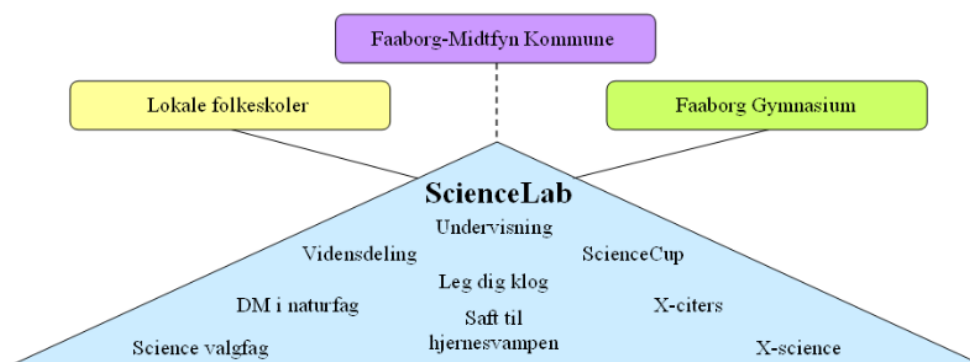 Faaborg-Midtfyn Kommune
Lokale folkeskoler
Faaborg Gymnasium
ScienceLab
Undervisning
Vidensdeling
ScienceCup
Leg dig klog
DM i naturfag
X-citers
Saft til
hjernesvampen
Science valgfag
X-science